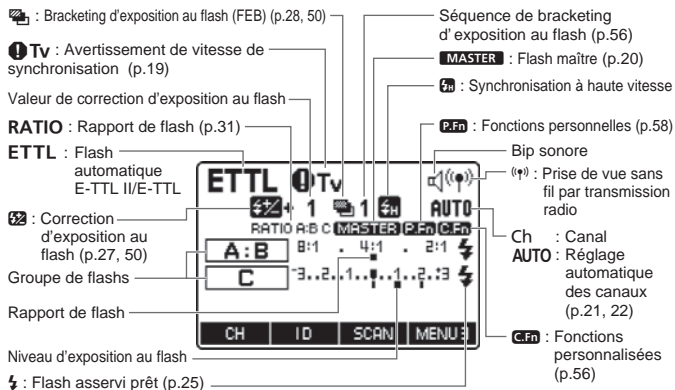 : Bracketing d'exposition au flash (FEB) (p.28, 50)
Tv : Avertissement de vitesse de
synchronisation (p.19)
Valeur de correction d'exposition au flash
RATIO : Rapport de flash (p.31)
ETTL : Flash
automatique
E-TTL II/E-TTL
: Correction
d'exposition au
flash (p.27, 50)
Groupe de flashs
Rapport de flash
Niveau d'exposition au flash
: Flash asservi prêt (p.25)
Séquence de bracketing
d' exposition au flash (p.56)
MASTER : Flash maître (p.20)
H : Synchronisation à haute vitesse
P.Fn : Fonctions personnelles (p.58)
Bip sonore
: Prise de vue sans
fil par transmission
radio
Ch : Canal
AUTO : Réglage
automatique
des canaux
(p.21, 22)
C.Fn : Fonctions
personnalisées
(p.56)
ETTL Tv
+ 1 1 H AUTO
RATIO A:B C MASTER P.Fn C.Fn
A:B 8:1 . 4:1 . 2:1
C -3..2..1..0..1..2..+3
CH ID SCAN MENU 3